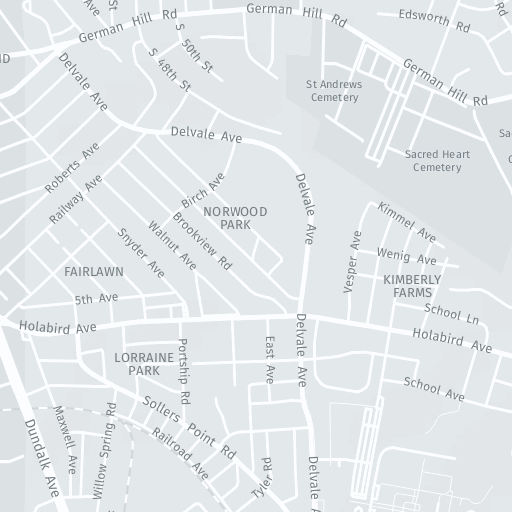 German Hill Rd
German Hill Rd
Edsworth Rd
Rd
Ave
St
S 50th St
S 48th St
Delvale Ave
St Andrews
Cemetery
German Hill Rd
Delvale Ave
Sacred Heart
Cemetery
Roberts Ave
Railway Ave
Birch Ave
Delvale Ave
NORWOOD
PARK
Kimmel Ave
Brookview Rd
Walnut Ave
Snyder Ave
Vesper Ave
Wenig Ave
FAIRLAWN
KIMBERLY
FARMS
5th Ave
School Ln
Holabird Ave
Holabird Ave
Delvale Ave
East Ave
Portship Rd
LORRAINE
PARK
School Ave
Sollers Point Rd
Maxwell Ave
Willow Spring Rd
Railroad Ave
Dundalk Ave
Tyler Rd
Delvale A